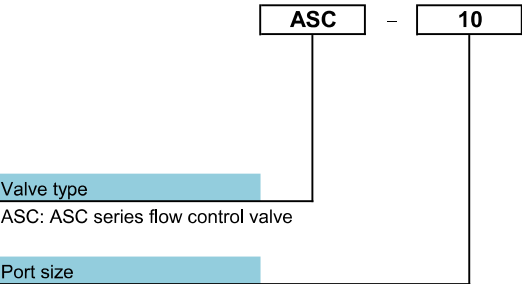 ASC – 10
Valve type
ASC: ASC series flow control valve
Port size